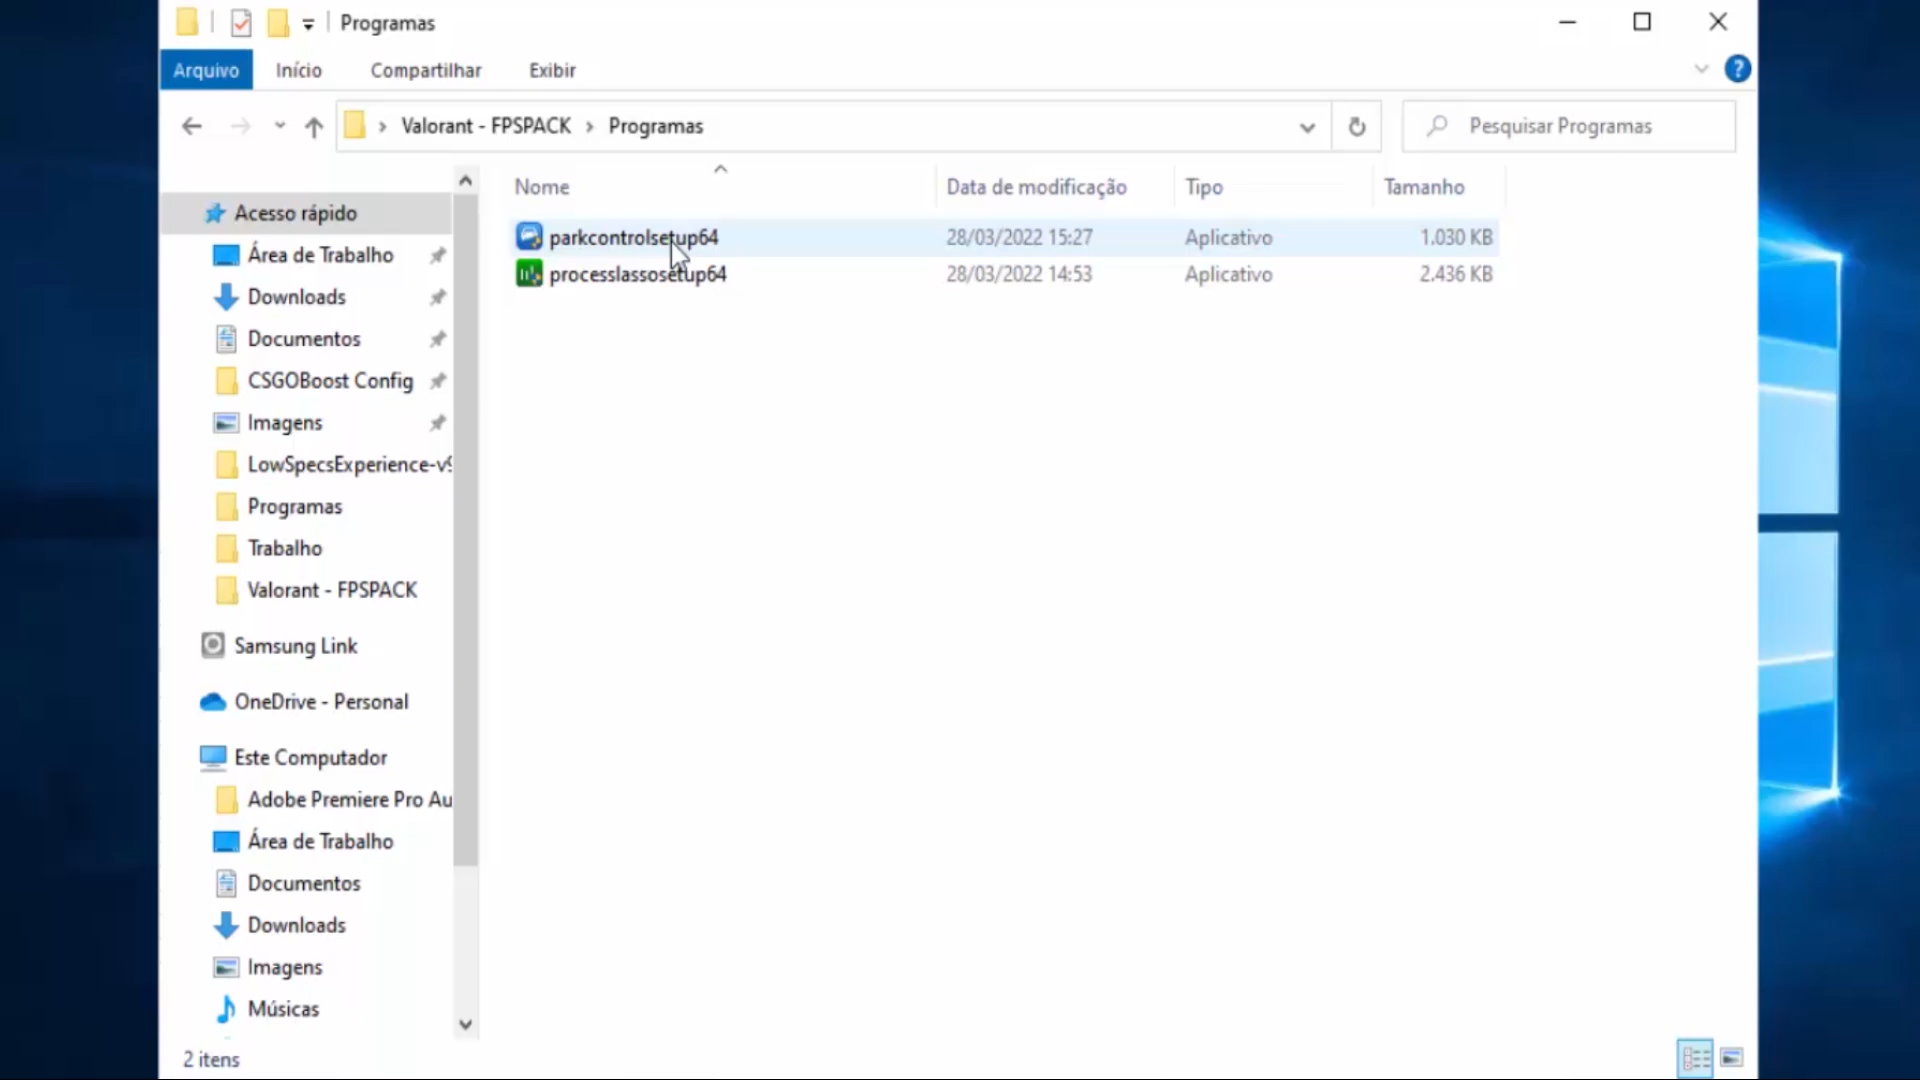 Programas
Arquivo Início Compartilhar Exibir
Valorant - FPSPACK Programas
Pesquisar Programas
Nome Data de modificação Tipo Tamanho
parkcontrolsetup64 28/03/2022 15:27 Aplicativo 1.030 KB
processlassosetup64 28/03/2022 14:53 Aplicativo 2.436 KB
Acesso rápido
Área de Trabalho
Downloads
Documentos
CSGOBoost Config
Imagens
LowSpecsExperience-v9
Programas
Trabalho
Valorant - FPSPACK
Samsung Link
OneDrive - Personal
Este Computador
Adobe Premiere Pro Au
Área de Trabalho
Documentos
Downloads
Imagens
Músicas
2 itens